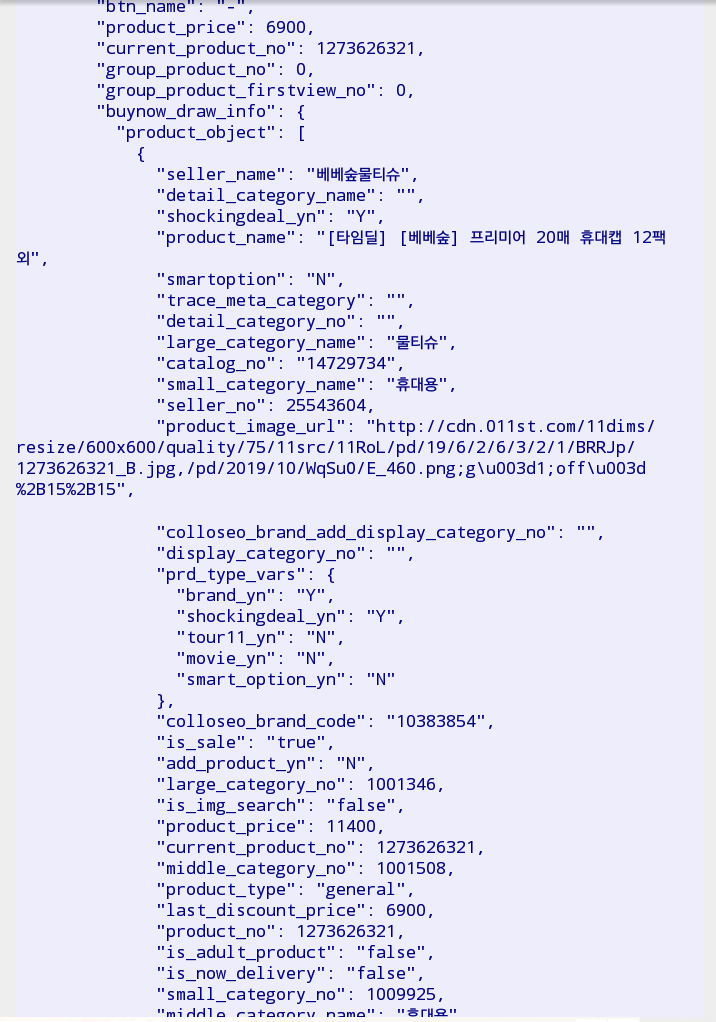 "btn_name": "-",
"product_price": 6900,
"current_product_no": 1273626321,
"group_product_no": 0,
"group_product_firstview_no": 0,
"buynow_draw_info": {
"product_object": [
{
"seller_name": "베베숲물티슈",
"detail_category_name": "",
"shockingdeal_yn": "Y",
"product_name": "[타임딜] [베베숲] 프리미어 20매 휴대캡 12팩
외",
"smartoption": "N",
"trace_meta_category": "",
"detail_category_no": "",
"large_category_name": "물티슈",
"catalog_no": "14729734",
"small_category_name": "휴대용",
"seller_no": 25543604,
"product_image_url": "http://cdn.011st.com/11dims/
resize/600x600/quality/75/11src/11RoL/pd/19/6/2/6/3/2/1/BRRJp/
1273626321_B.jpg,/pd/2019/10/WqSu0/E_460.png;g\u003d1;off\u003d
%2B15%2B15",
"colloseo_brand_add_display_category_no": "",
"display_category_no": "",
"prd_type_vars": {
"brand_yn": "Y",
"shockingdeal_yn": "Y",
"tour11_yn": "N",
"movie_yn": "N",
"smart_option_yn": "N"
},
"colloseo_brand_code": "10383854",
"is_sale": "true",
"add_product_yn": "N",
"large_category_no": 1001346,
"is_img_search": "false",
"product_price": 11400,
"current_product_no": 1273626321,
"middle_category_no": 1001508,
"product_type": "general",
"last_discount_price": 6900,
"product_no": 1273626321,
"is_adult_product": "false",
"is_now_delivery": "false",
"small_category_no": 1009925,
"middle_category_name": "휴대용"